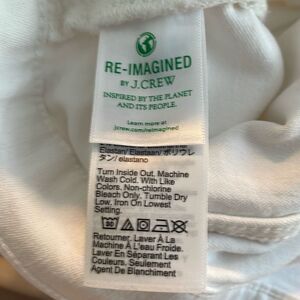 RE-IMAGINED
BY J.CREW
INSPIRED BY THE PLANET
AND ITS PEOPLE.
Learn more at
jcrew.com/reimagined
Elastan/ Elastaan/ ポリウレ
タン/ elastano
Turn Inside Out. Machine
Wash Cold. With Like
Colors. Non-chlorine
Bleach Only. Tumble Dry
Low. Iron On Lowest
Setting.
Retourner. Laver À La
Machine À L'eau Froide.
Laver En Séparant Les
Couleurs. Seulement
Agent De Blanchiment